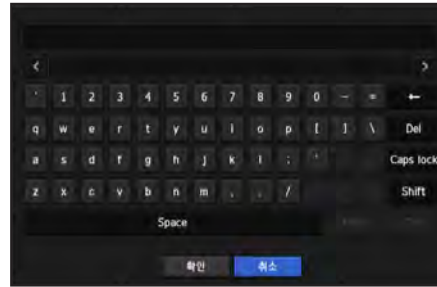 < >
` 1 2 3 4 5 6 7 8 9 0 - = ←
q w e r t y u i o p [ ] \ Del
a s d f g h j k l ; ' Caps lock
z x c v b n m , . / Shift
Space
확인 취소